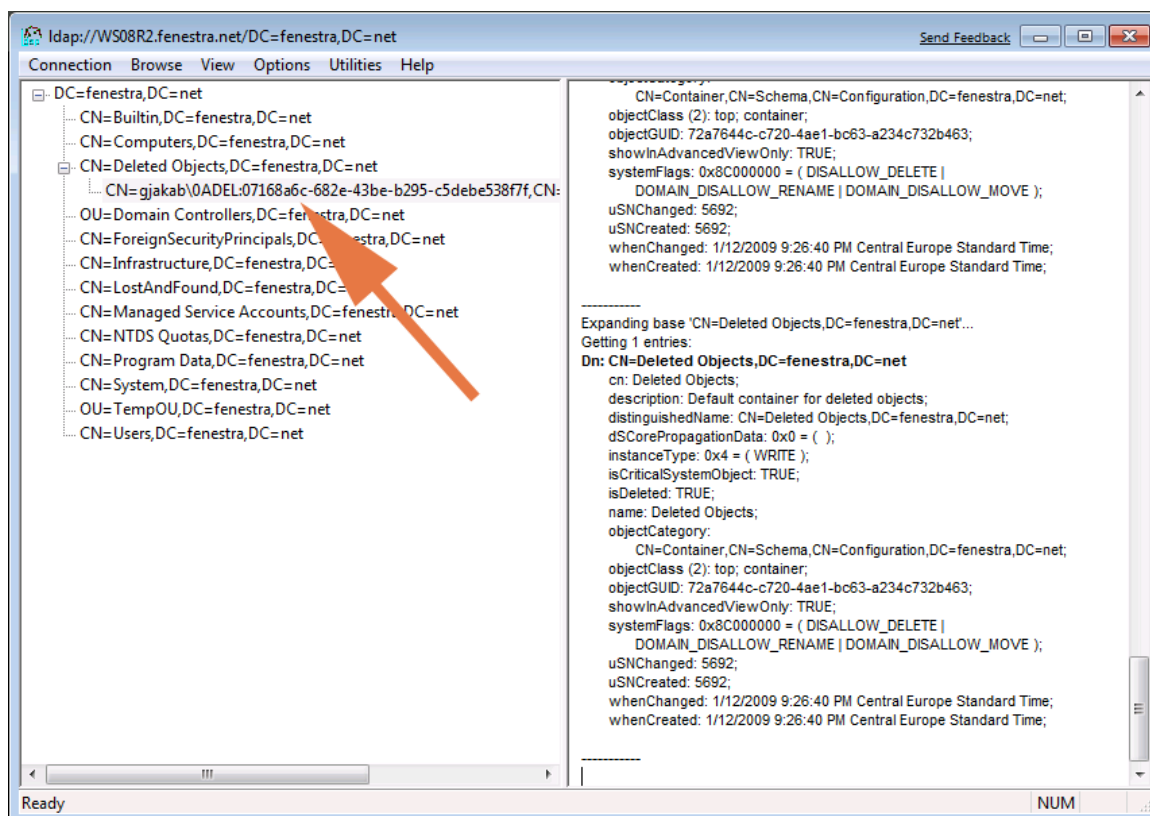 ldap://WS08R2.fenestra.net/DC=fenestra,DC=net
Send Feedback
Connection Browse View Options Utilities Help
DC=fenestra,DC=net
CN=Builtin,DC=fenestra,DC=net
CN=Computers,DC=fenestra,DC=net
CN=Deleted Objects,DC=fenestra,DC=net
CN=gjakab\0ADEL:07168a6c-682e-43be-b295-c5debe538f7f,CN=
OU=Domain Controllers,DC=fenestra,DC=net
CN=ForeignSecurityPrincipals,DC=fenestra,DC=net
CN=Infrastructure,DC=fenestra,DC=
CN=LostAndFound,DC=fenestra,DC=
CN=Managed Service Accounts,DC=fenestra,DC=net
CN=NTDS Quotas,DC=fenestra,DC=net
CN=Program Data,DC=fenestra,DC=net
CN=System,DC=fenestra,DC=net
OU=TempOU,DC=fenestra,DC=net
CN=Users,DC=fenestra,DC=net
CN=Container,CN=Schema,CN=Configuration,DC=fenestra,DC=net;
objectClass (2): top; container;
objectGUID: 72a7644c-c720-4ae1-bc63-a234c732b463;
showInAdvancedViewOnly: TRUE;
systemFlags: 0x8C000000 = ( DISALLOW_DELETE |
DOMAIN_DISALLOW_RENAME | DOMAIN_DISALLOW_MOVE );
uSNChanged: 5692;
uSNCreated: 5692;
whenChanged: 1/12/2009 9:26:40 PM Central Europe Standard Time;
whenCreated: 1/12/2009 9:26:40 PM Central Europe Standard Time;
-----------
Expanding base 'CN=Deleted Objects,DC=fenestra,DC=net'...
Getting 1 entries:
Dn: CN=Deleted Objects,DC=fenestra,DC=net
cn: Deleted Objects;
description: Default container for deleted objects;
distinguishedName: CN=Deleted Objects,DC=fenestra,DC=net;
dSCorePropagationData: 0x0 = ( );
instanceType: 0x4 = ( WRITE );
isCriticalSystemObject: TRUE;
isDeleted: TRUE;
name: Deleted Objects;
objectCategory:
CN=Container,CN=Schema,CN=Configuration,DC=fenestra,DC=net;
objectClass (2): top; container;
objectGUID: 72a7644c-c720-4ae1-bc63-a234c732b463;
showInAdvancedViewOnly: TRUE;
systemFlags: 0x8C000000 = ( DISALLOW_DELETE |
DOMAIN_DISALLOW_RENAME | DOMAIN_DISALLOW_MOVE );
uSNChanged: 5692;
uSNCreated: 5692;
whenChanged: 1/12/2009 9:26:40 PM Central Europe Standard Time;
whenCreated: 1/12/2009 9:26:40 PM Central Europe Standard Time;
-----------
Ready
NUM